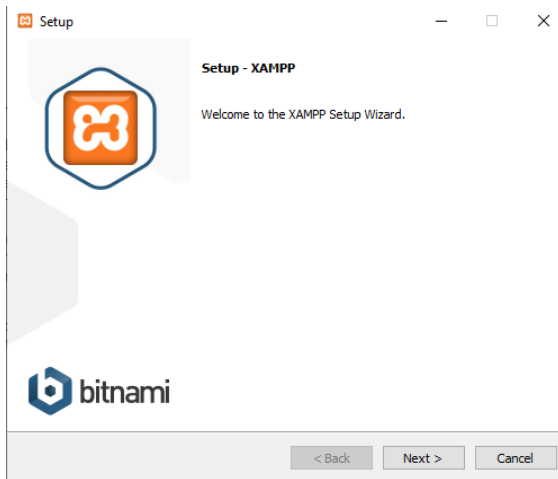 Setup
Setup - XAMPP
Welcome to the XAMPP Setup Wizard.
bitnami
< Back
Next >
Cancel